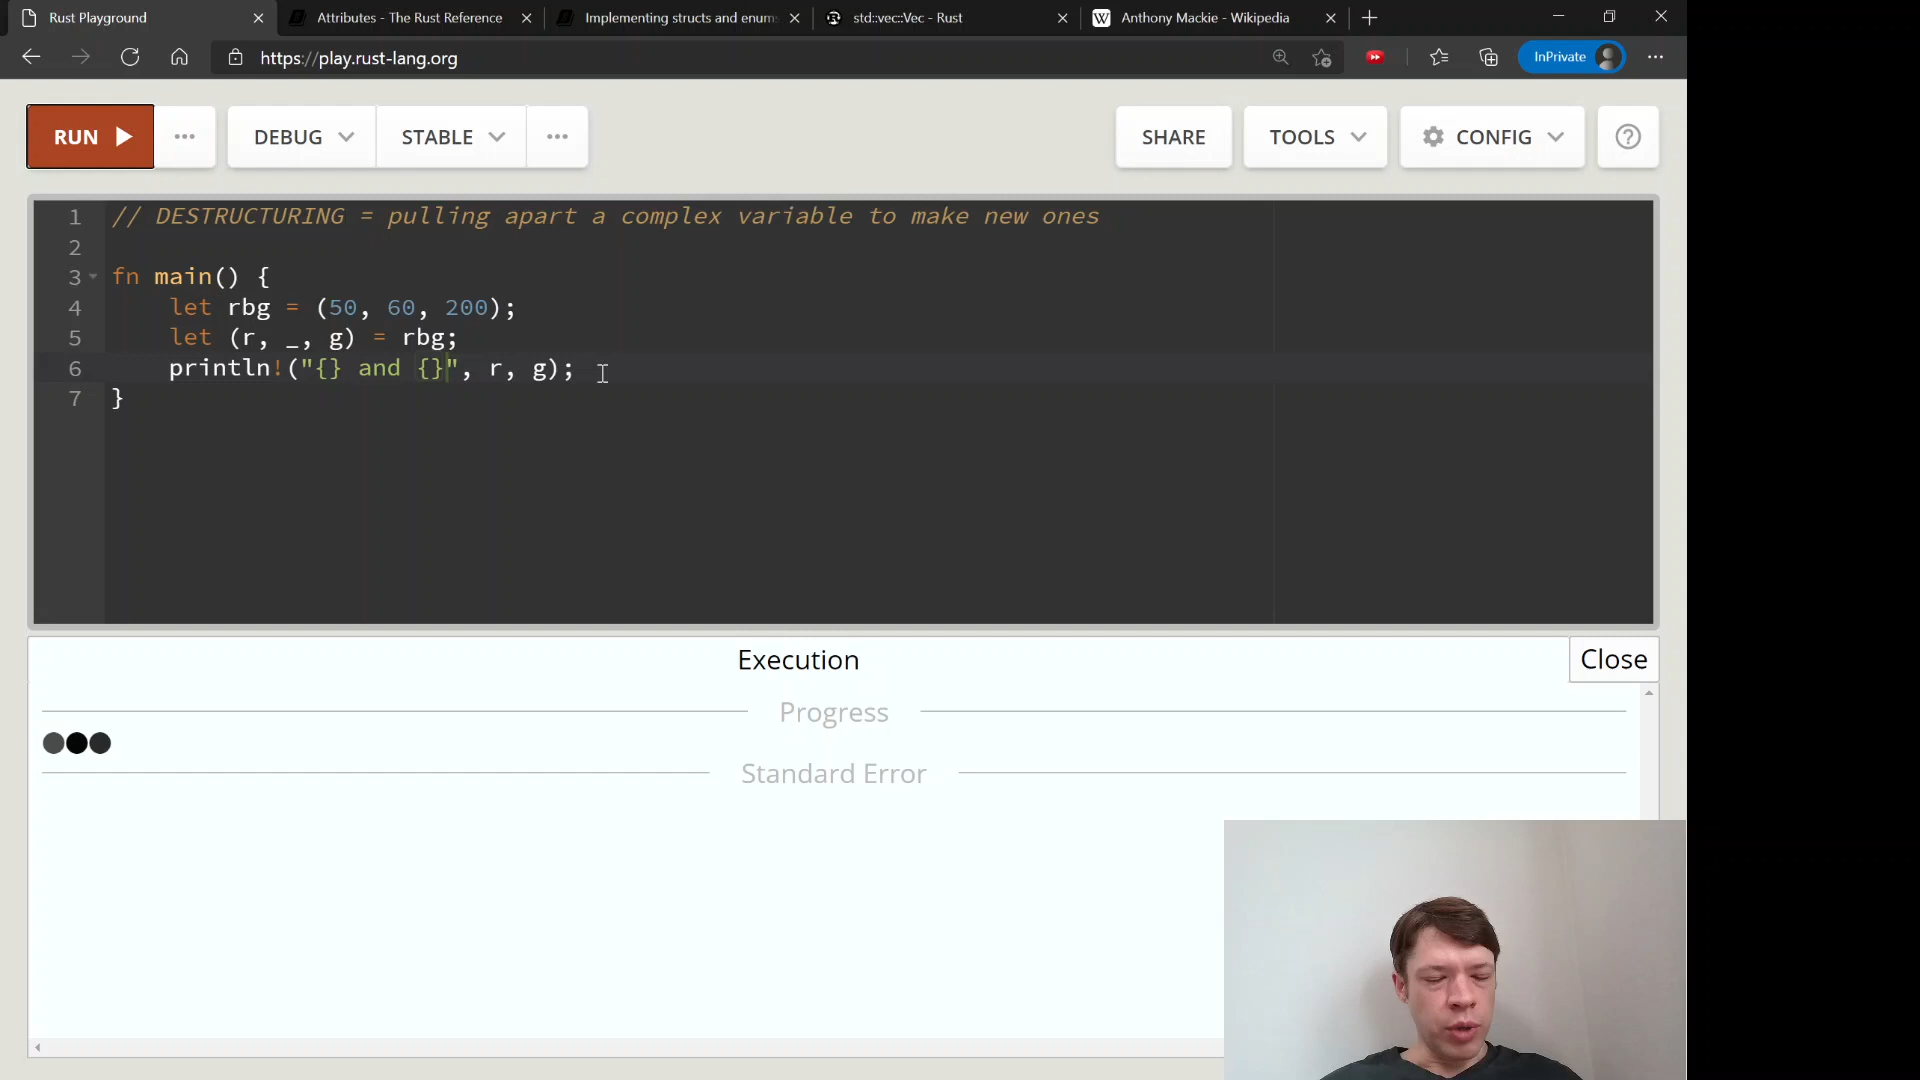 Rust Playground
Attributes - The Rust Reference
Implementing structs and enum
std::vec::Vec - Rust
Anthony Mackie - Wikipedia
https://play.rust-lang.org
InPrivate
RUN
DEBUG
STABLE
SHARE
TOOLS
CONFIG
1 // DESTRUCTURING = pulling apart a complex variable to make new ones
2
3 fn main() {
4 let rbg = (50, 60, 200);
5 let (r, _, g) = rbg;
6 println!("{} and {}", r, g);
7 }
Execution
Close
Progress
Standard Error